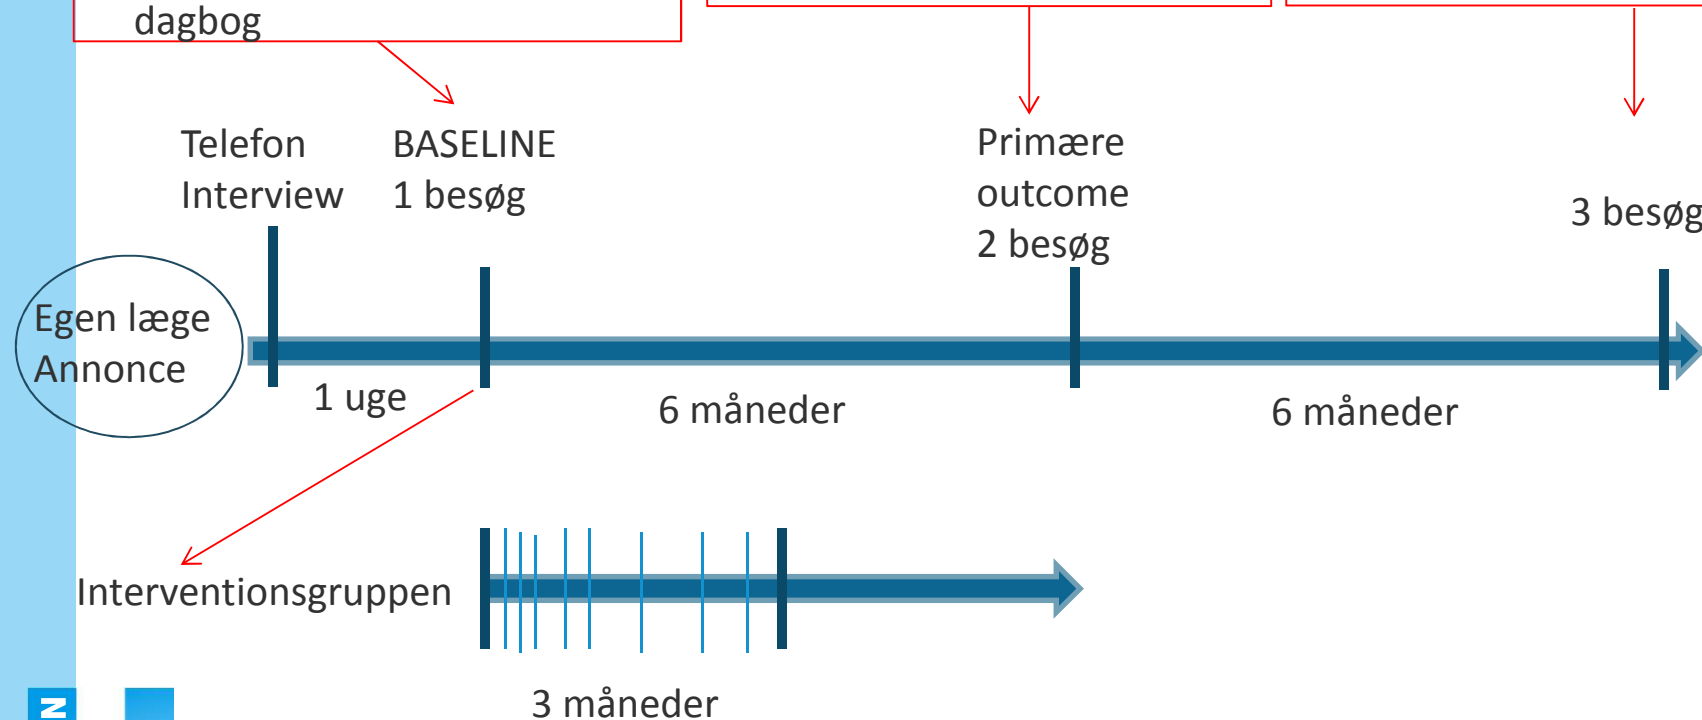 dagbog
Telefon
Interview
BASELINE
1 besøg
Primære
outcome
2 besøg
3 besøg
Egen læge
Annonce
1 uge
6 måneder
6 måneder
Interventionsgruppen
3 måneder
N